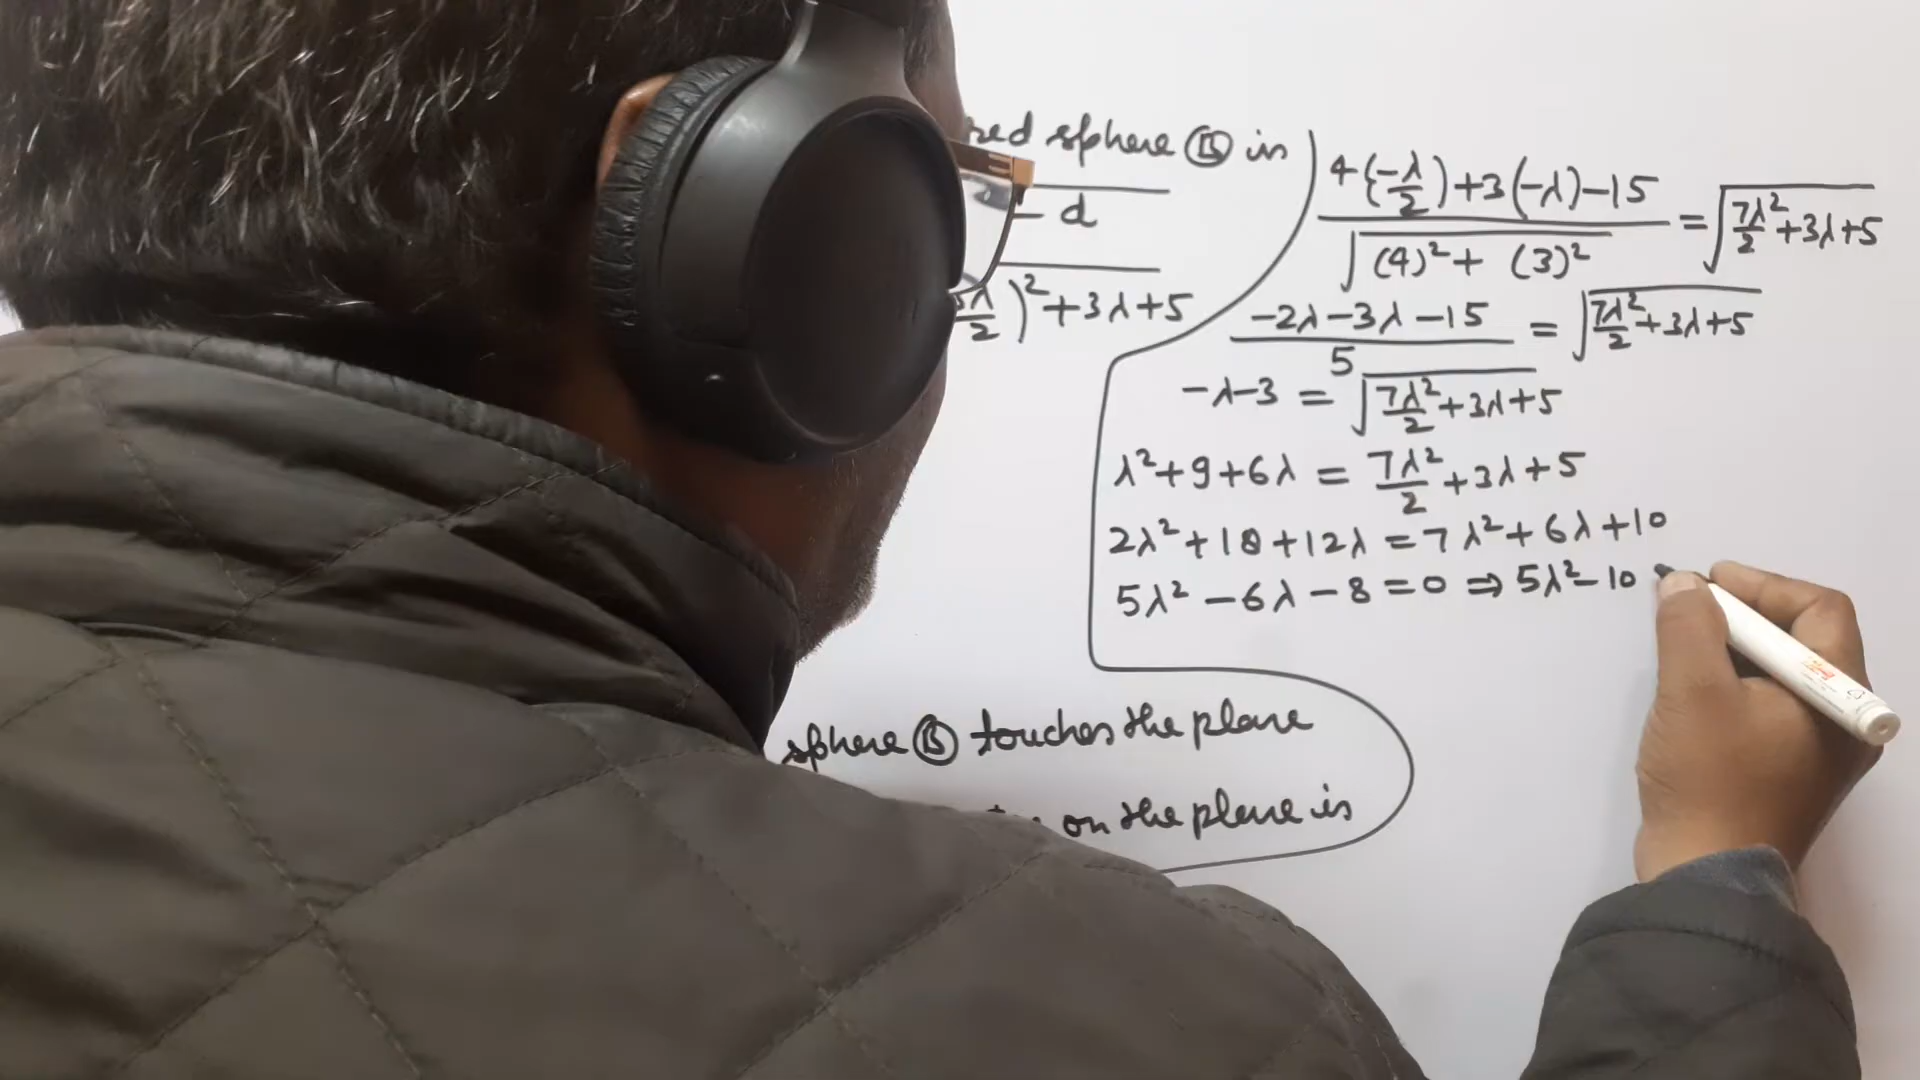 red sphere Ⓑ is
- d
λ/2)² + 3λ + 5
sphere Ⓑ touches the plane
on the plane is
(4(-λ/2) + 3(-λ) - 15)/√((4)² + (3)²) = √(7λ²/2 + 3λ + 5)
(-2λ - 3λ - 15)/5 = √(7λ²/2 + 3λ + 5)
-λ - 3 = √(7λ²/2 + 3λ + 5)
λ² + 9 + 6λ = 7λ²/2 + 3λ + 5
2λ² + 18 + 12λ = 7λ² + 6λ + 10
5λ² - 6λ - 8 = 0 ⇒ 5λ² - 10